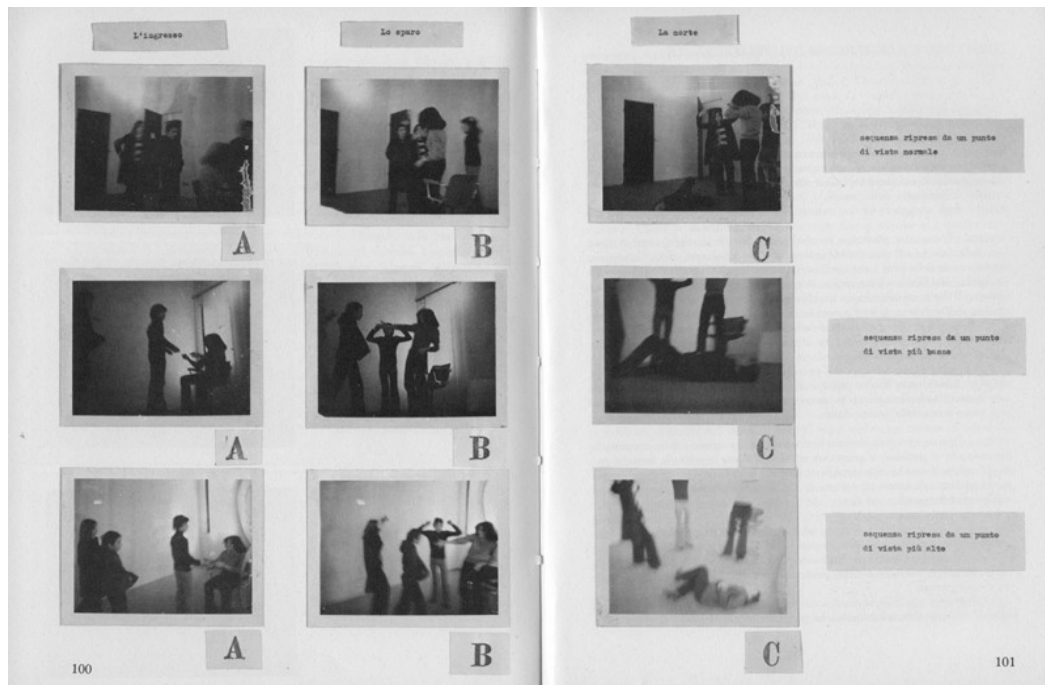 L'ingresso
Lo sparo
La morte
sequenza ripresa da un punto
di vista normale
A
B
C
sequenza ripresa da un punto
di vista più basso
A
B
C
sequenza ripresa da un punto
di vista più alto
A
B
C
100
101